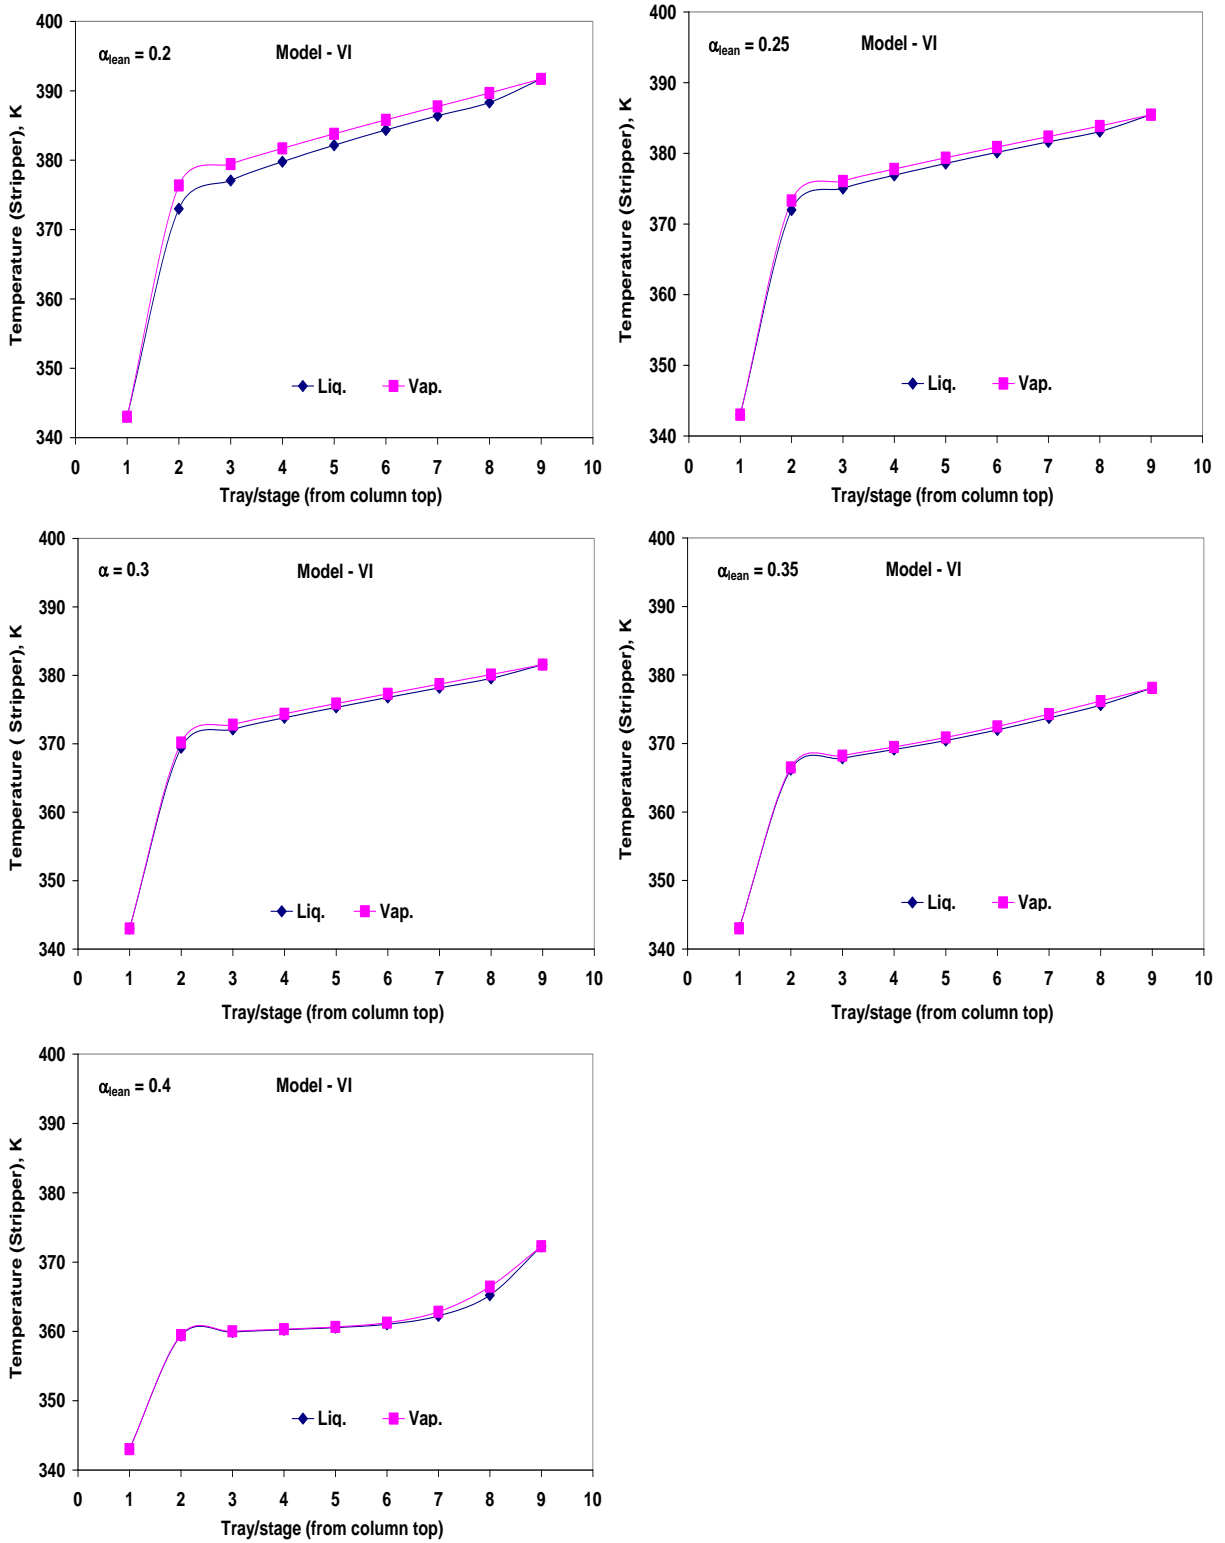 α_lean = 0.2 Model - VI
Temperature (Stripper), K
400
390
380
370
360
350
340
Liq. Vap.
0 1 2 3 4 5 6 7 8 9 10
Tray/stage (from column top)
α_lean = 0.25 Model - VI
Temperature (Stripper), K
400
390
380
370
360
350
340
Liq. Vap.
0 1 2 3 4 5 6 7 8 9 10
Tray/stage (from column top)
α = 0.3 Model - VI
Temperature ( Stripper), K
400
390
380
370
360
350
340
Liq. Vap.
0 1 2 3 4 5 6 7 8 9 10
Tray/stage (from column top)
α_lean = 0.35 Model - VI
Temperature (Stripper), K
400
390
380
370
360
350
340
Liq. Vap.
0 1 2 3 4 5 6 7 8 9 10
Tray/stage (from column top)
α_lean = 0.4 Model - VI
Temperature (Stripper), K
400
390
380
370
360
350
340
Liq. Vap.
0 1 2 3 4 5 6 7 8 9 10
Tray/stage (from column top)